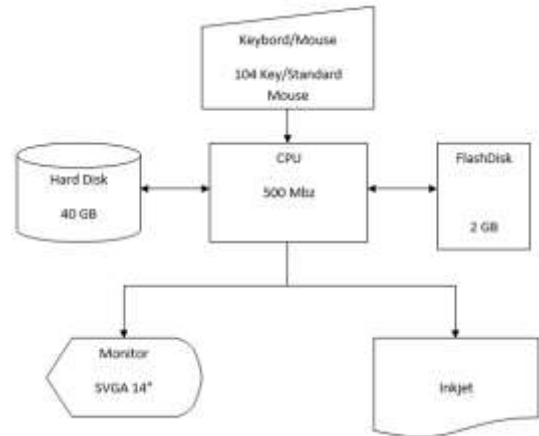 Keybord/Mouse
104 Key/Standard
Mouse
CPU
500 Mbz
Hard Disk
40 GB
FlashDisk
2 GB
Monitor
SVGA 14"
Inkjet